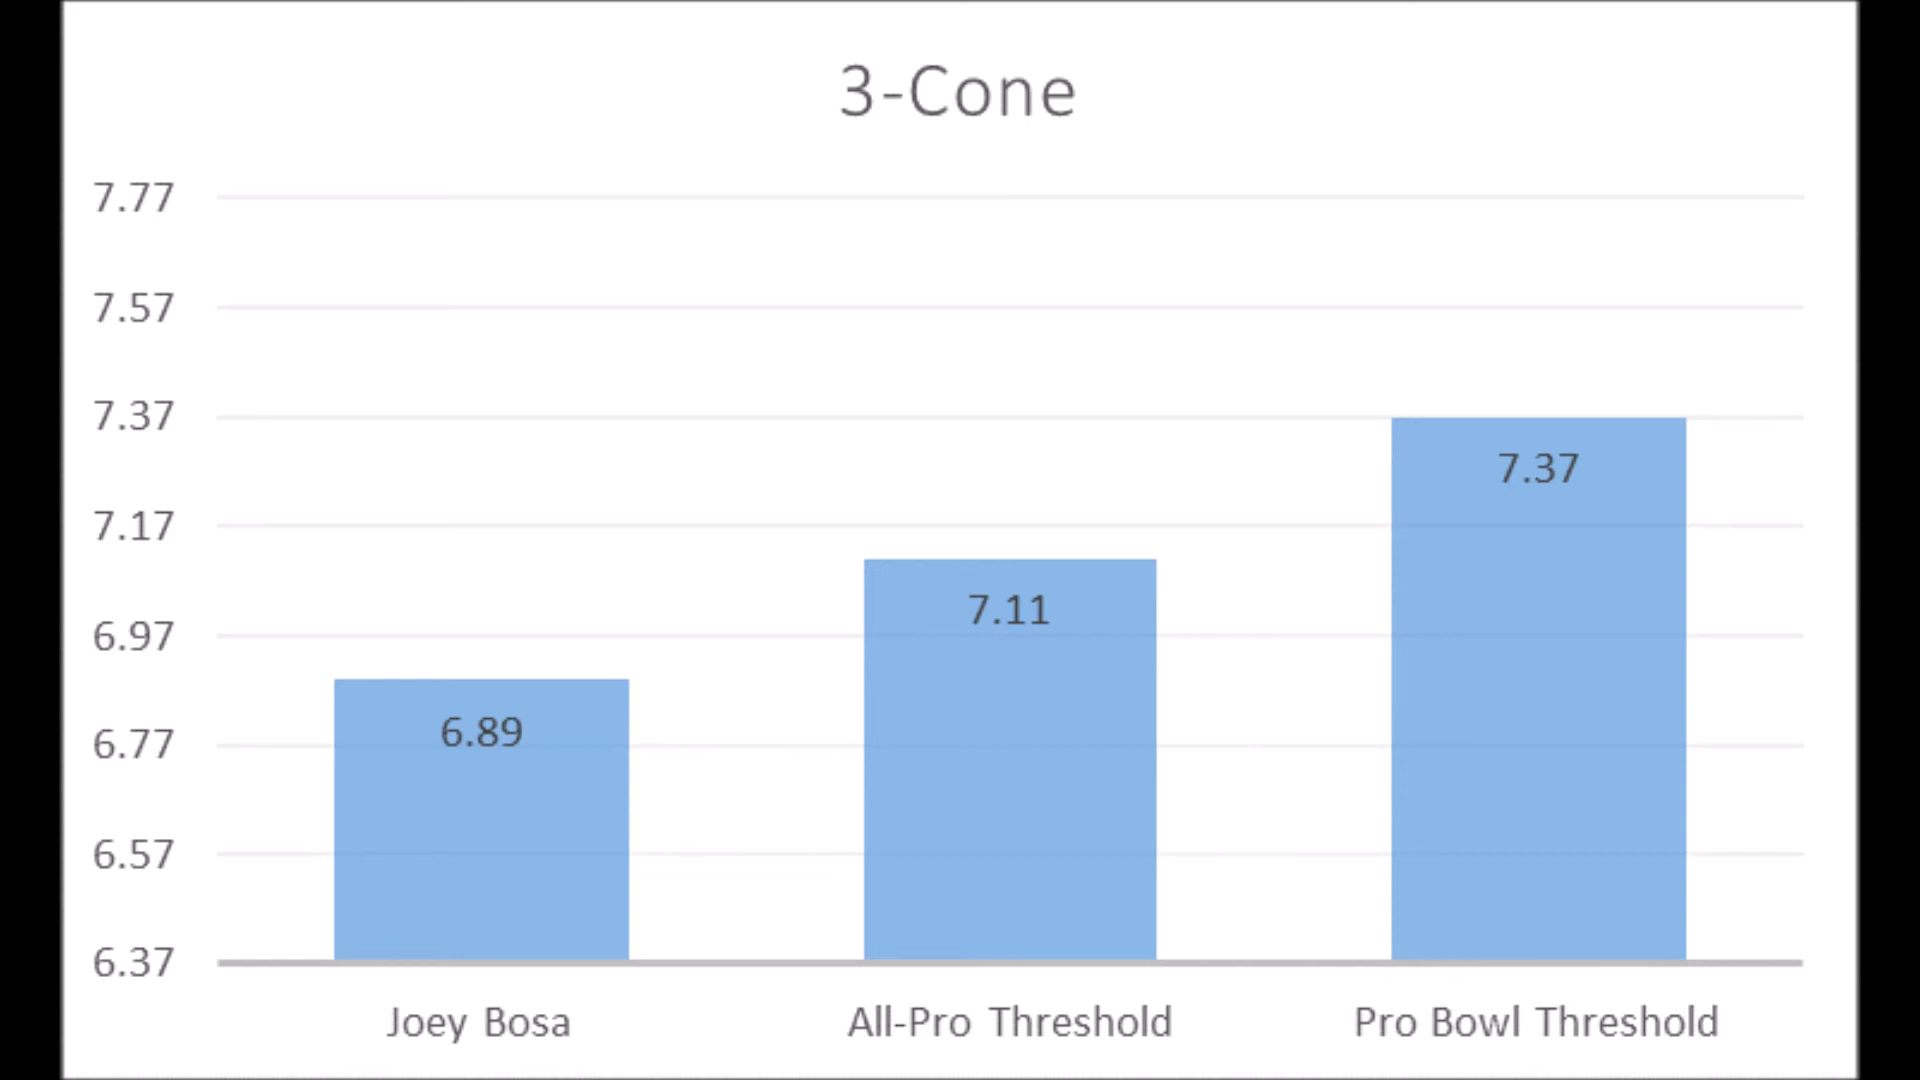 3-Cone
7.77
7.57
7.37
7.17
6.97
6.77
6.57
6.37
6.89
7.11
7.37
Joey Bosa
All-Pro Threshold
Pro Bowl Threshold